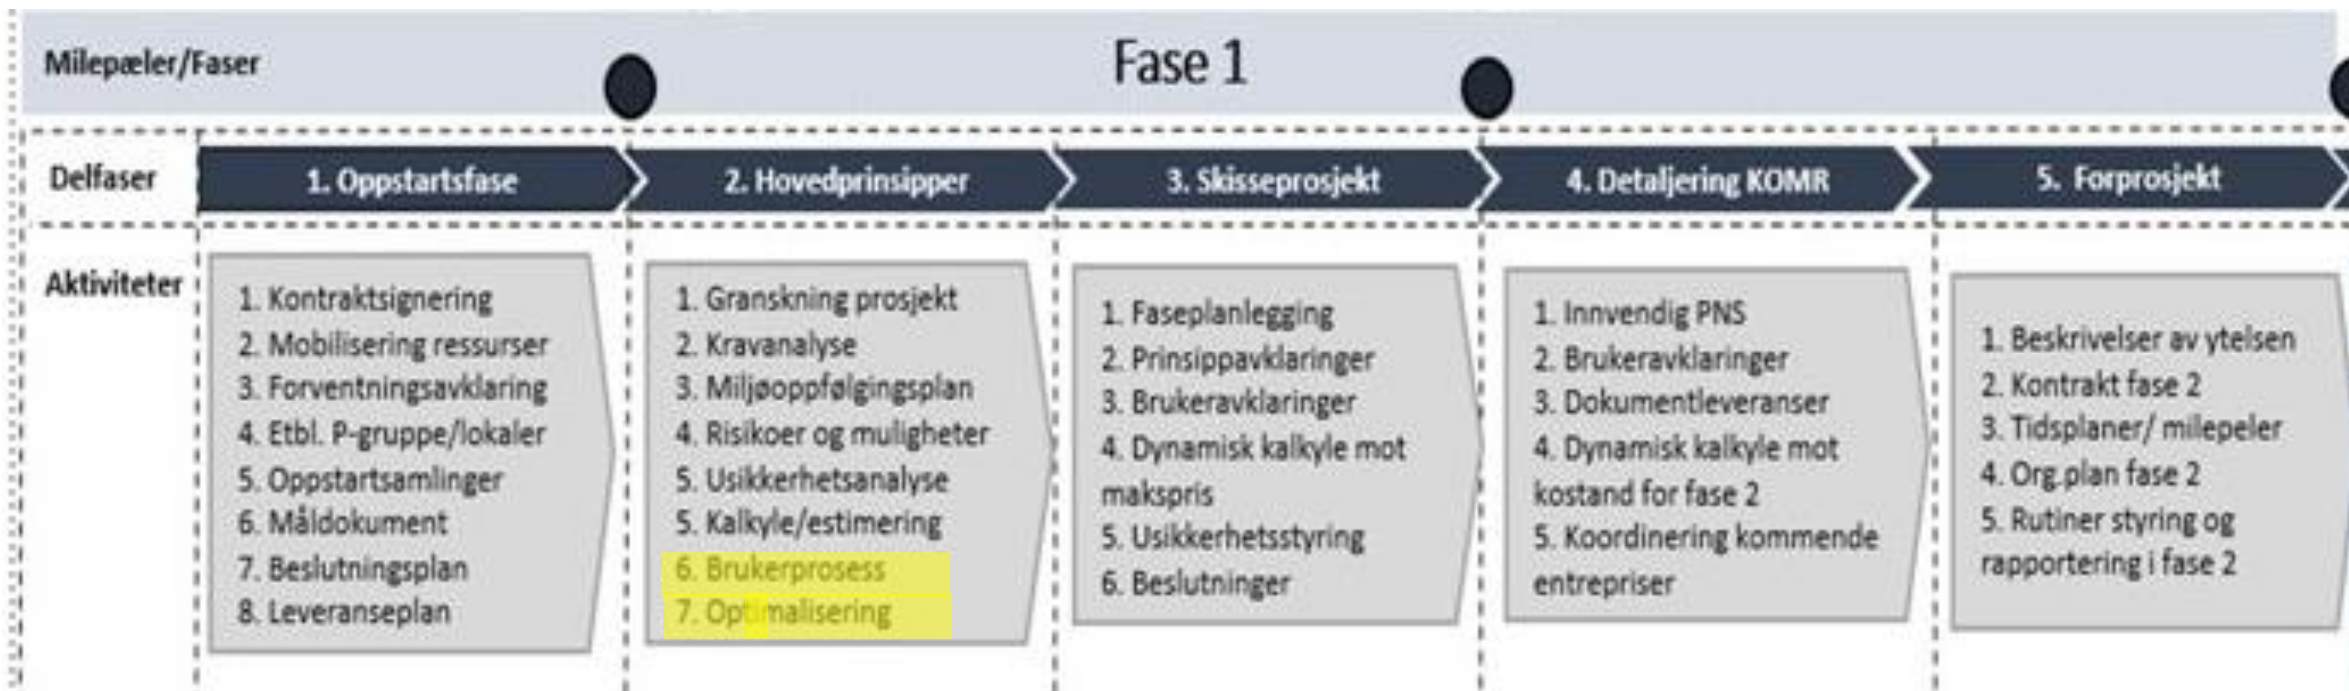 Milepæler/Faser
Fase 1
Delfaser
1. Oppstartsfase
2. Hovedprinsipper
3. Skisseprosjekt
4. Detaljering KOMR
5. Forprosjekt
Aktiviteter
1. Kontraktsignering
2. Mobilisering ressurser
3. Forventningsavklaring
4. Etbl. P-gruppe/lokaler
5. Oppstartsamlinger
6. Måldokument
7. Beslutningsplan
8. Leveranseplan
1. Granskning prosjekt
2. Kravanalyse
3. Miljøoppfølgingsplan
4. Risikoer og muligheter
5. Usikkerhetsanalyse
5. Kalkyle/estimering
6. Brukerprosess
7. Optimalisering
1. Faseplanlegging
2. Prinsippavklaringer
3. Brukeravklaringer
4. Dynamisk kalkyle mot
makspris
5. Usikkerhetsstyring
6. Beslutninger
1. Innvendig PNS
2. Brukeravklaringer
3. Dokumentleveranser
4. Dynamisk kalkyle mot
kostand for fase 2
5. Koordinering kommende
entrepriser
1. Beskrivelser av ytelsen
2. Kontrakt fase 2
3. Tidsplaner/ milepeler
4. Org.plan fase 2
5. Rutiner styring og
rapportering i fase 2